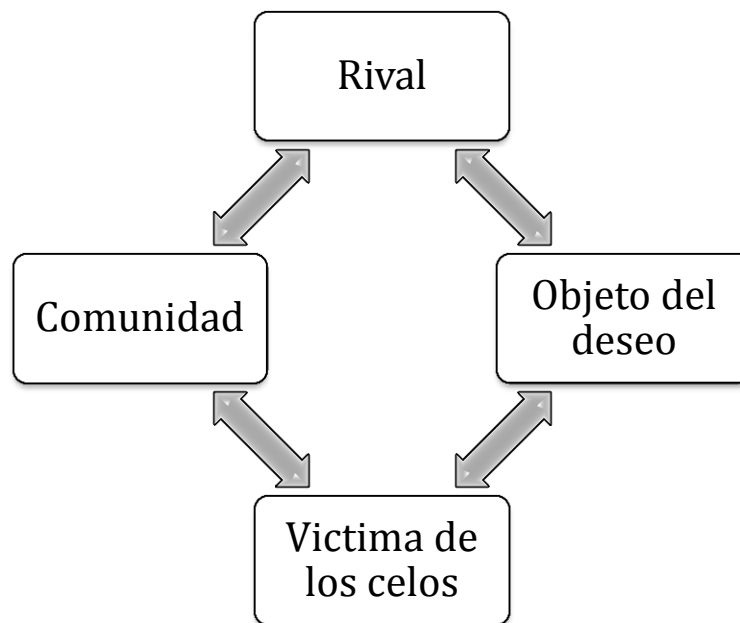 Rival
Comunidad
Objeto del
deseo
Victima de
los celos